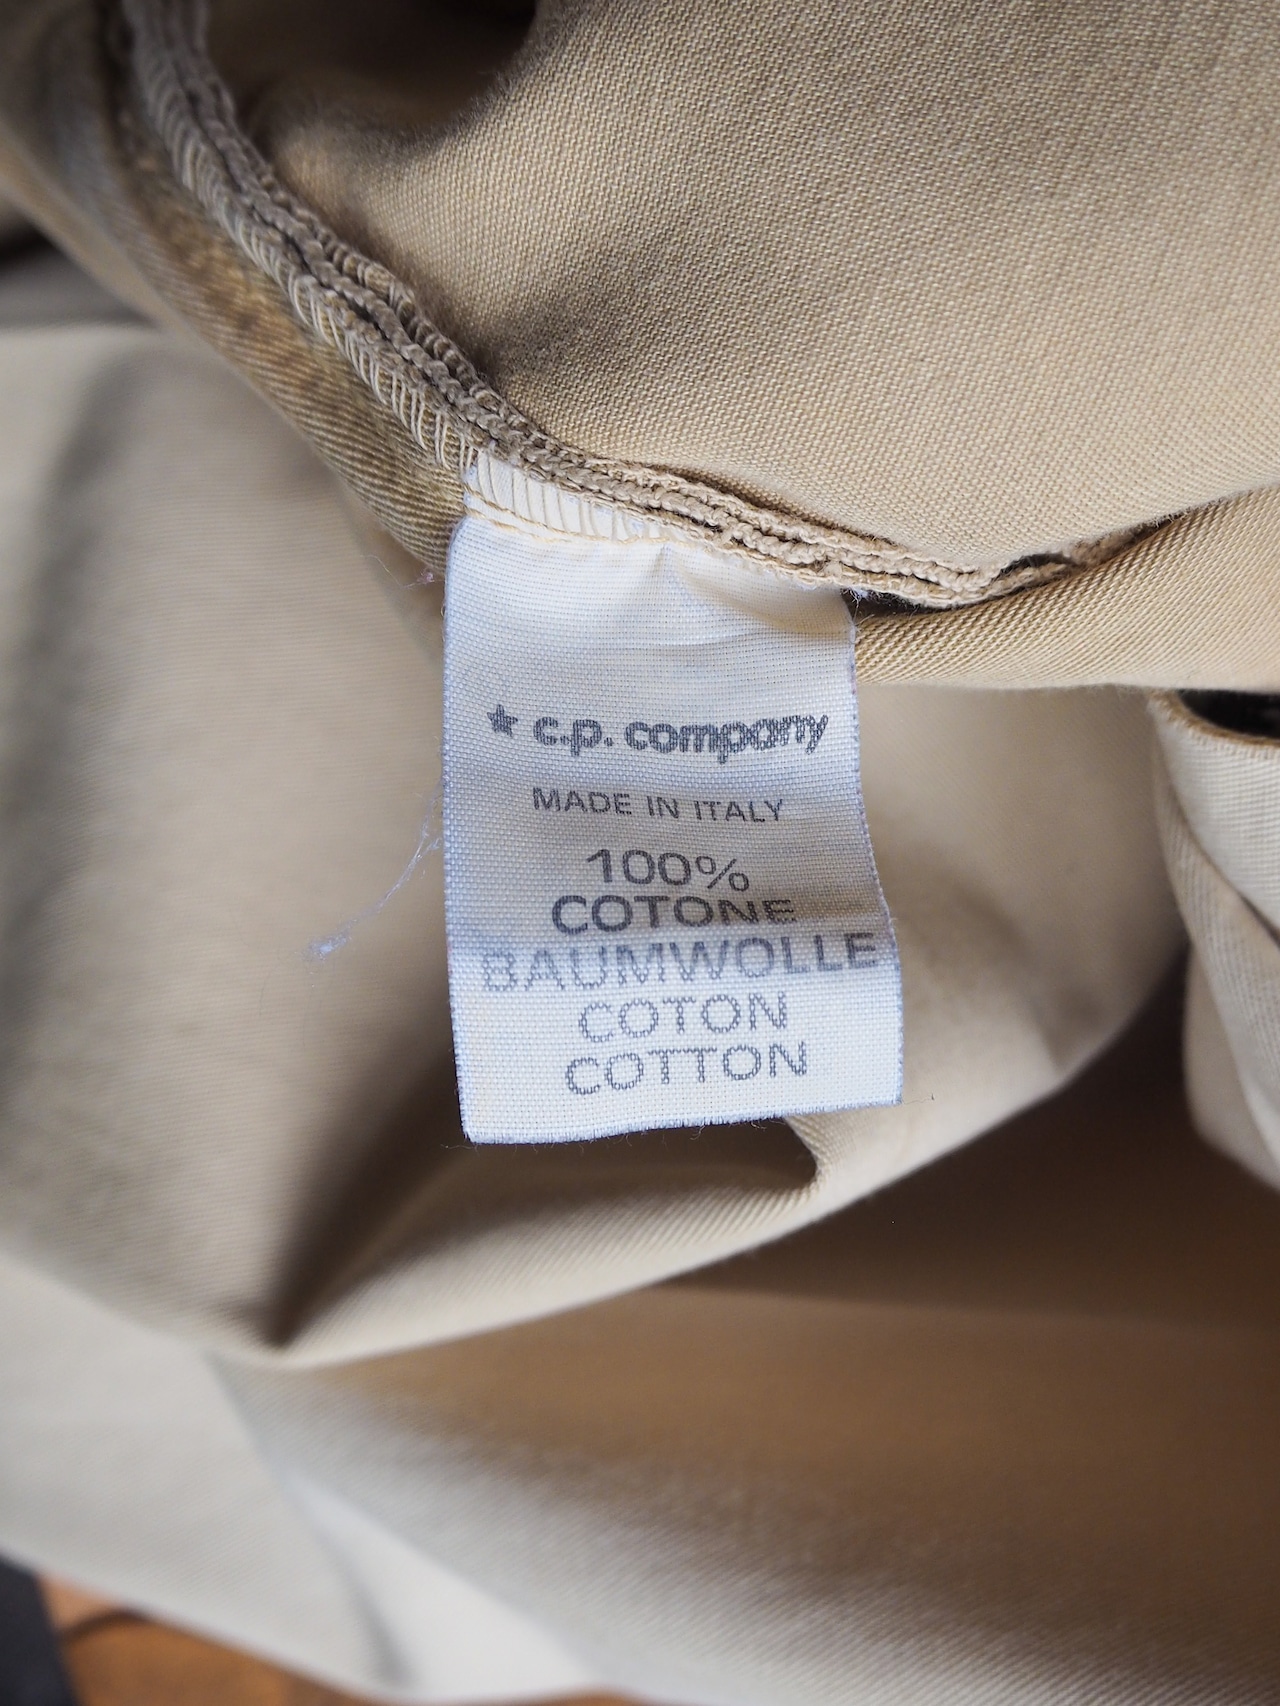 ★ c.p. company
MADE IN ITALY
100%
COTONE
BAUMWOLLE
COTON
COTTON